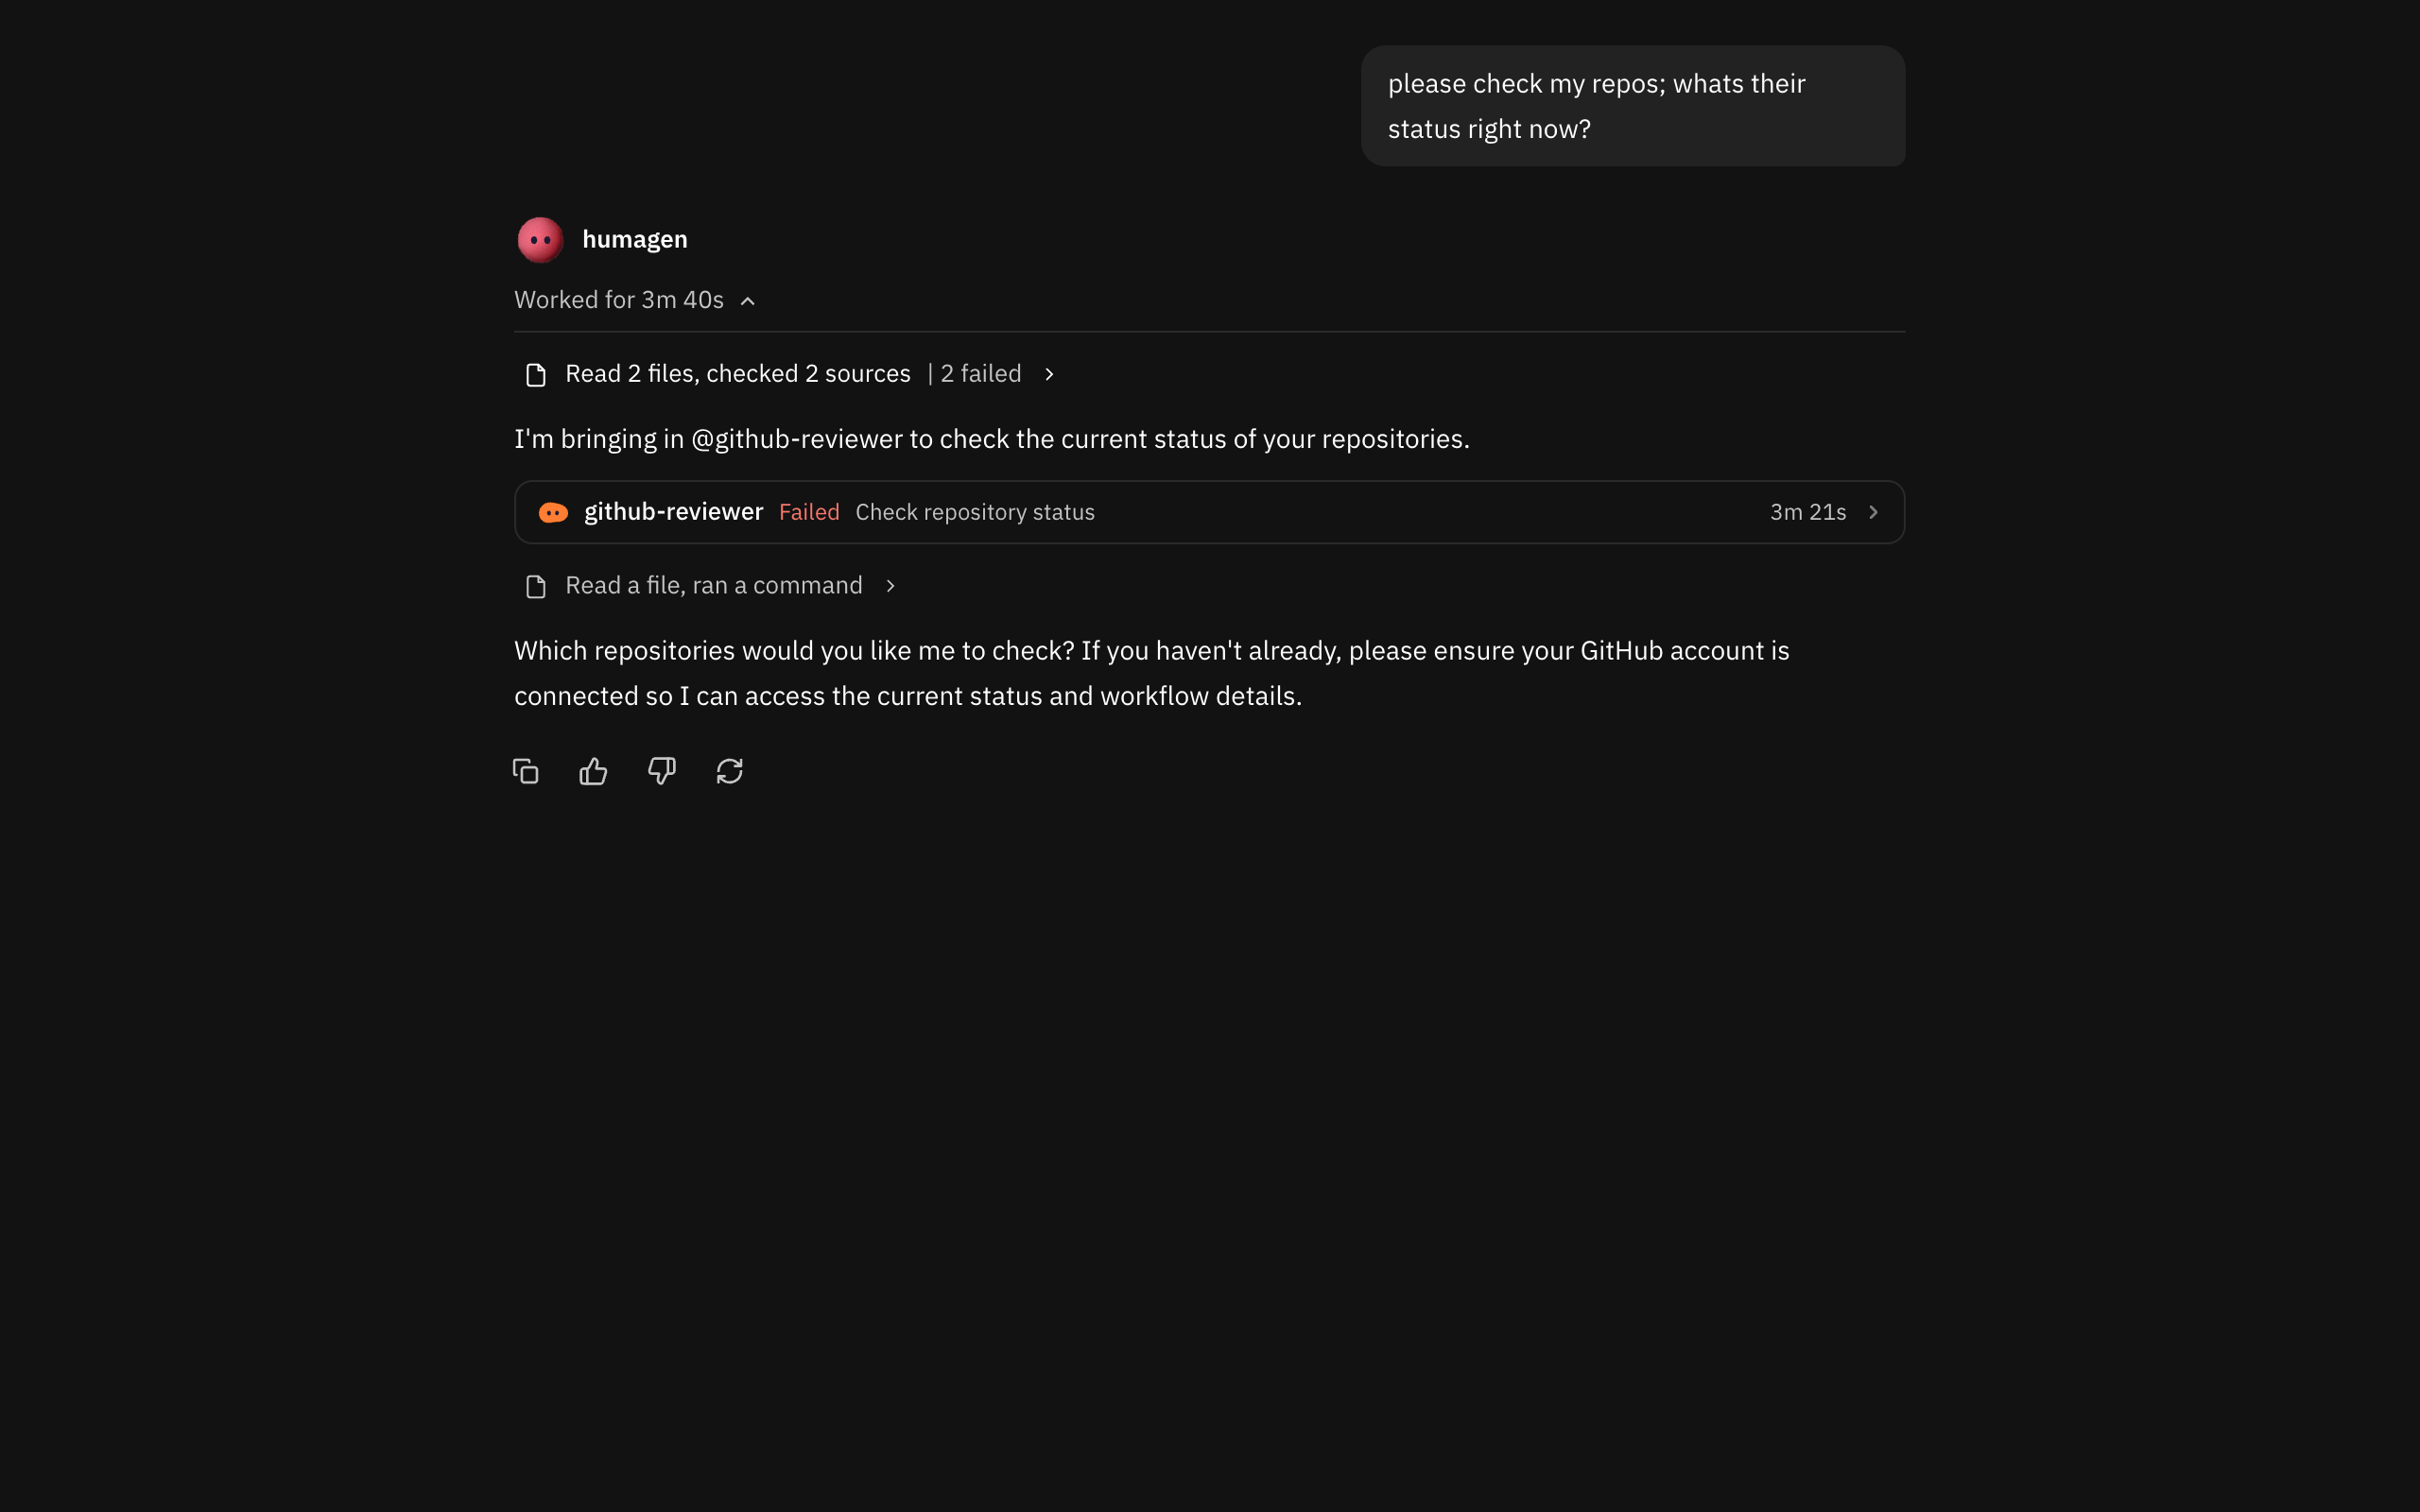 please check my repos; whats their
status right now?
humagen
Worked for 3m 40s
Read 2 files, checked 2 sources | 2 failed
I'm bringing in @github-reviewer to check the current status of your repositories.
github-reviewer Failed Check repository status 3m 21s
Read a file, ran a command
Which repositories would you like me to check? If you haven't already, please ensure your GitHub account is
connected so I can access the current status and workflow details.